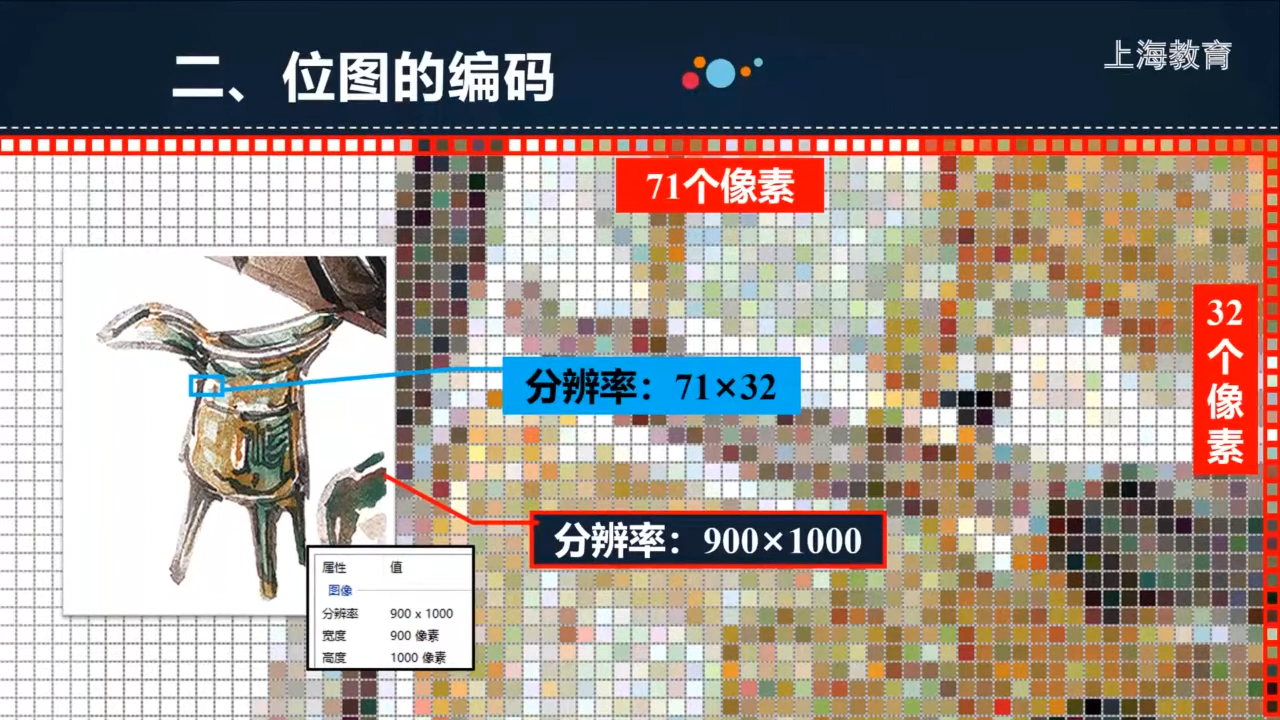 二、位图的编码
上海教育
71个像素
32个像素
分辨率：71×32
分辨率：900×1000
属性 值
图像
分辨率 900 x 1000
宽度 900 像素
高度 1000 像素